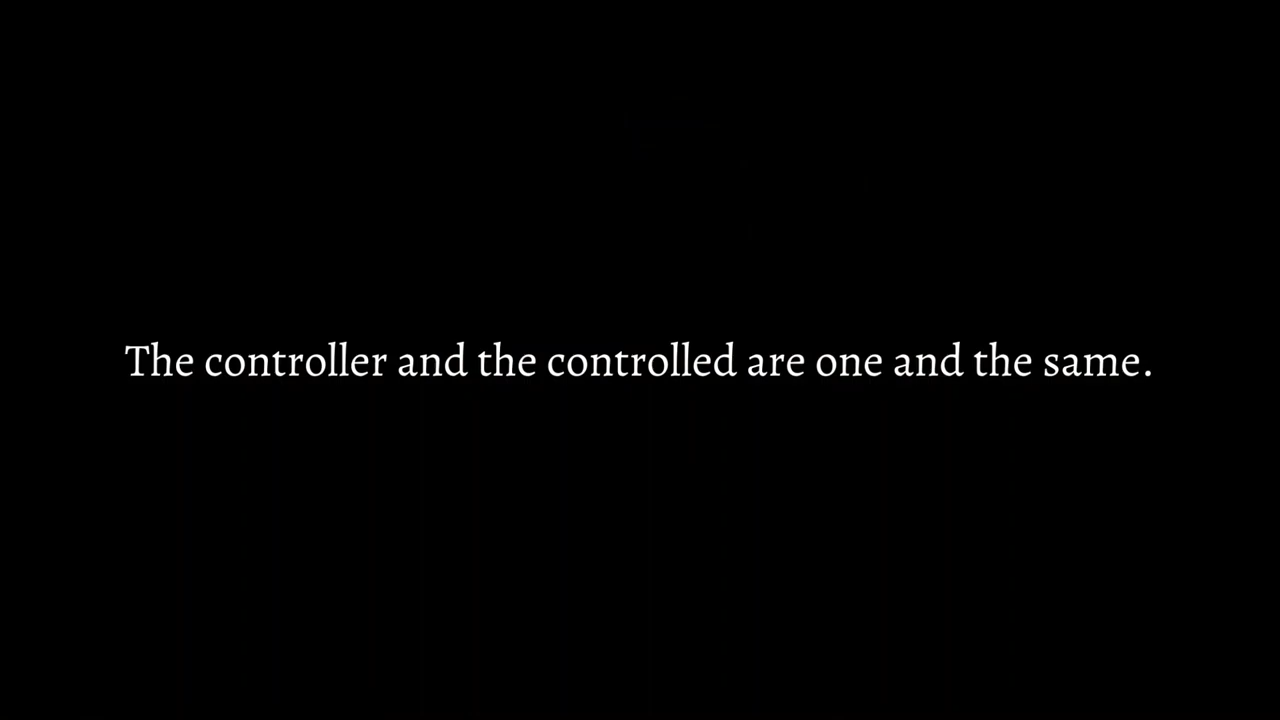 The controller and the controlled are one and the same.